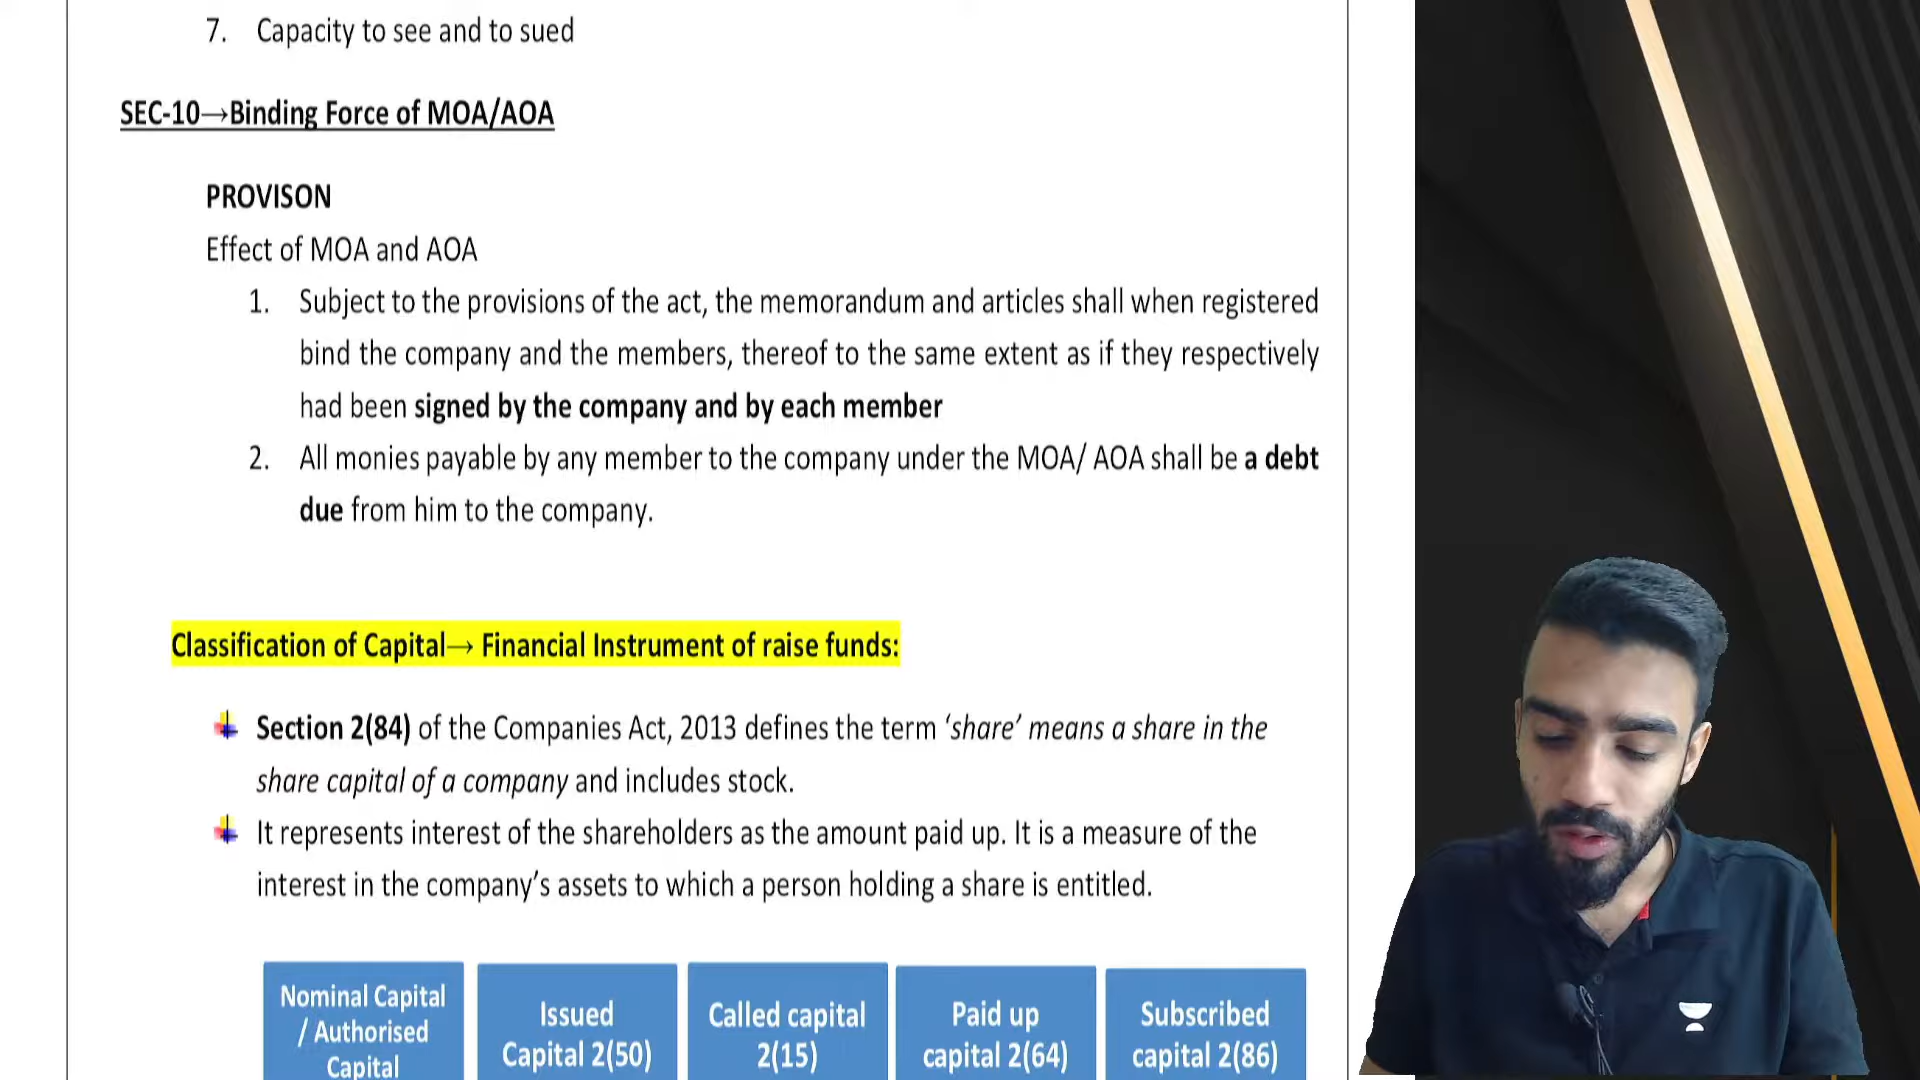 7. Capacity to see and to sued
SEC-10→Binding Force of MOA/AOA
PROVISON
Effect of MOA and AOA
1. Subject to the provisions of the act, the memorandum and articles shall when registered
bind the company and the members, thereof to the same extent as if they respectively
had been signed by the company and by each member
2. All monies payable by any member to the company under the MOA/ AOA shall be a debt
due from him to the company.
Classification of Capital→ Financial Instrument of raise funds:
Section 2(84) of the Companies Act, 2013 defines the term ‘share’ means a share in the
share capital of a company and includes stock.
It represents interest of the shareholders as the amount paid up. It is a measure of the
interest in the company’s assets to which a person holding a share is entitled.
Nominal Capital
/ Authorised
Capital
Issued
Capital 2(50)
Called capital
2(15)
Paid up
capital 2(64)
Subscribed
capital 2(86)